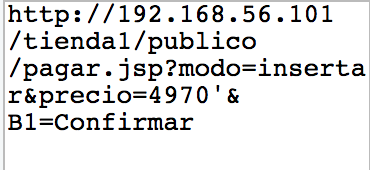 http://192.168.56.101
/tienda1/publico
/pagar.jsp?modo=inserta
r&precio=4970'&
B1=Confirmar